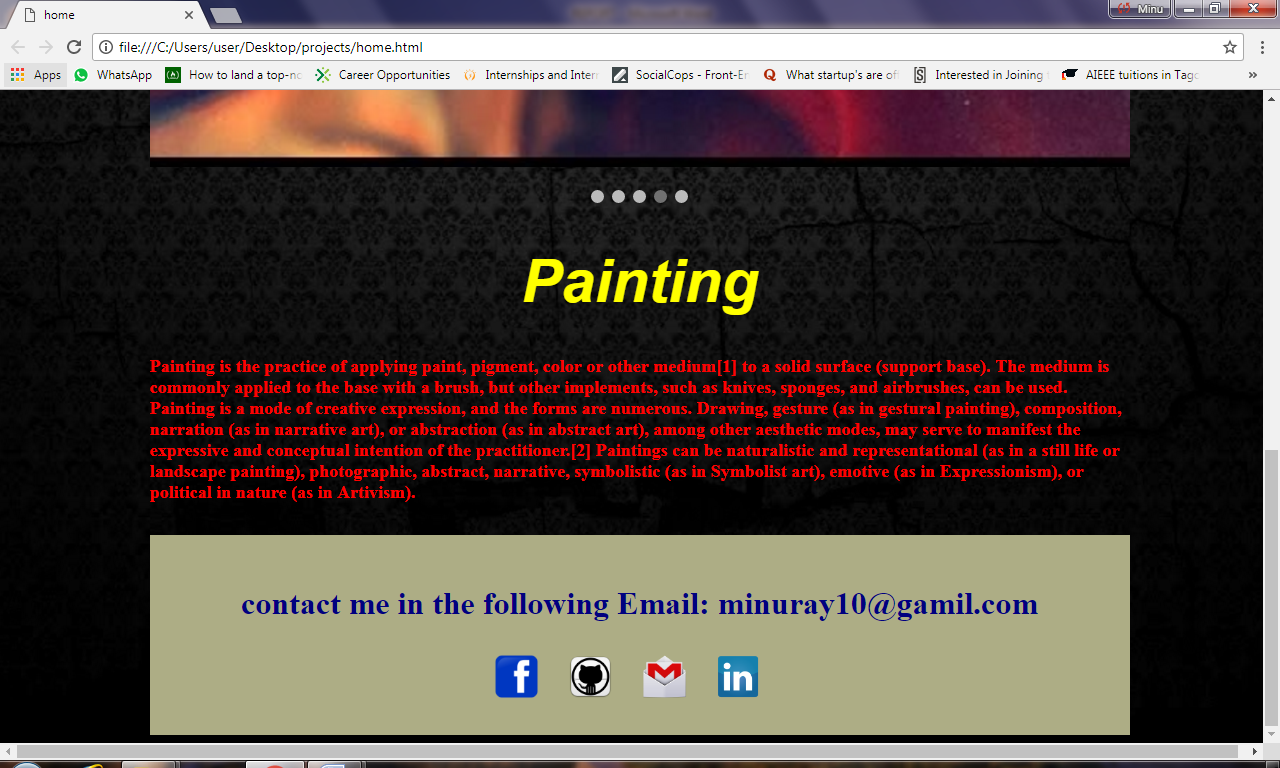 home
Minu
file:///C:/Users/user/Desktop/projects/home.html
Apps WhatsApp How to land a top-no Career Opportunities Internships and Inter SocialCops - Front-E What startup's are of Interested in Joining AIEEE tuitions in Tago »
Painting
Painting is the practice of applying paint, pigment, color or other medium[1] to a solid surface (support base). The medium is
commonly applied to the base with a brush, but other implements, such as knives, sponges, and airbrushes, can be used.
Painting is a mode of creative expression, and the forms are numerous. Drawing, gesture (as in gestural painting), composition,
narration (as in narrative art), or abstraction (as in abstract art), among other aesthetic modes, may serve to manifest the
expressive and conceptual intention of the practitioner.[2] Paintings can be naturalistic and representational (as in a still life or
landscape painting), photographic, abstract, narrative, symbolistic (as in Symbolist art), emotive (as in Expressionism), or
political in nature (as in Artivism).
contact me in the following Email: minuray10@gamil.com
f M in